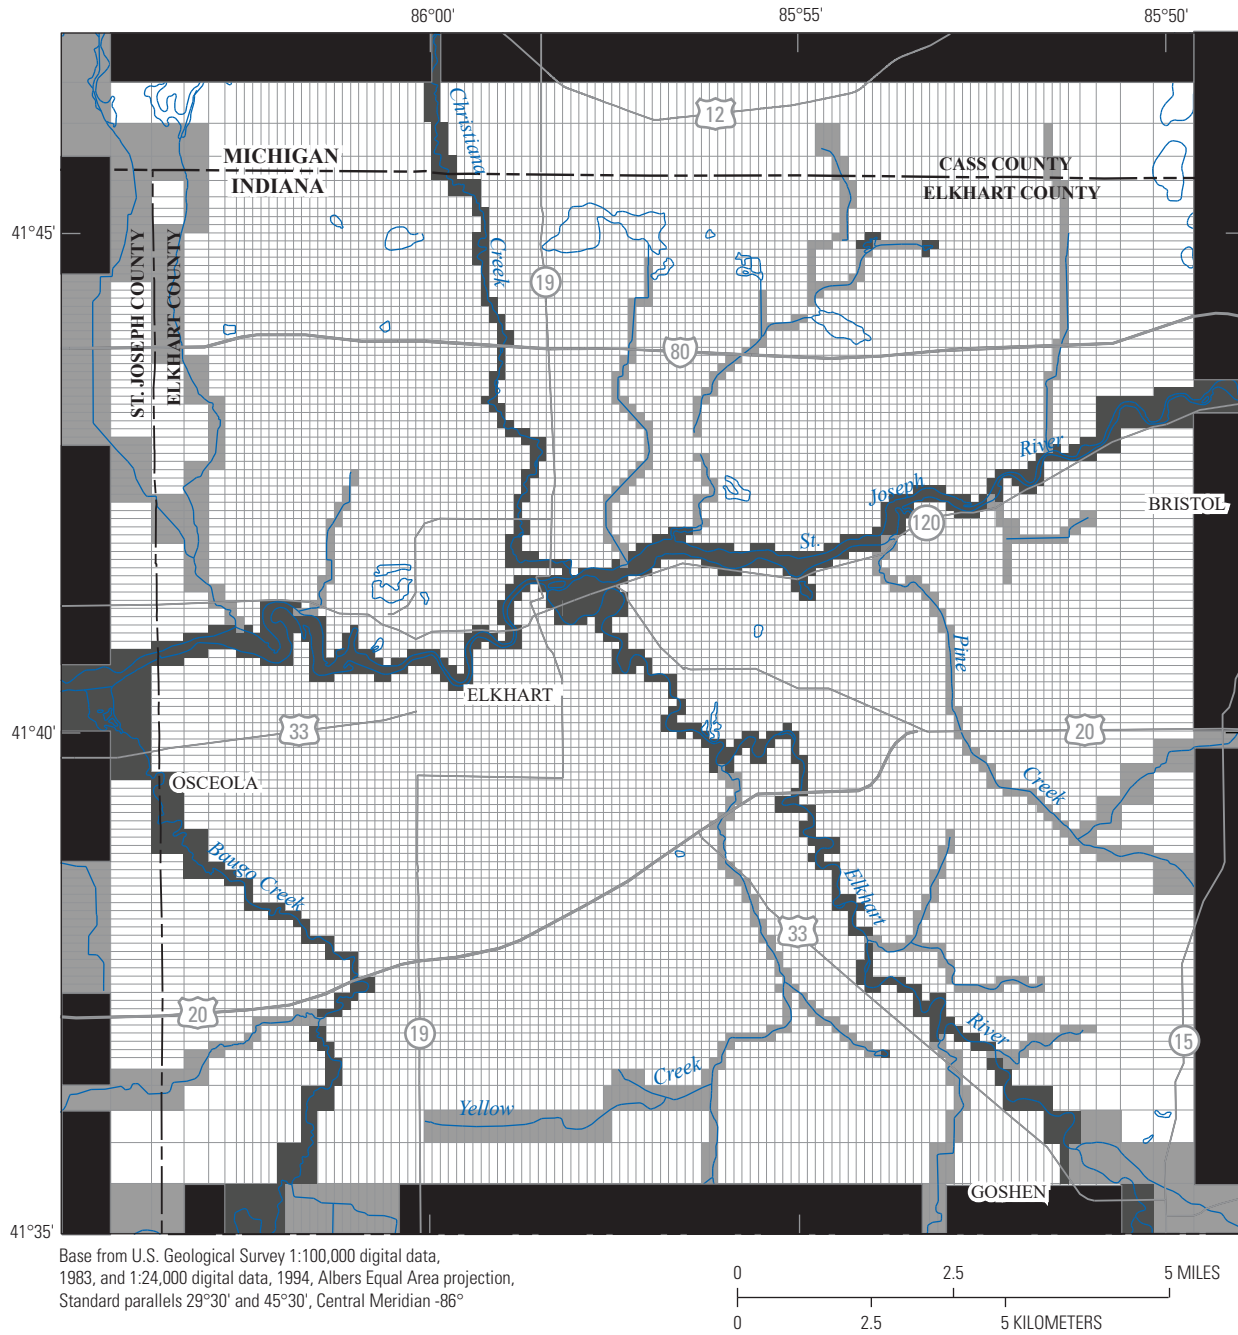 86°00' 85°55' 85°50'
12
Christiana
MICHIGAN
INDIANA
CASS COUNTY
ELKHART COUNTY
41°45'
ST. JOSEPH COUNTY
ELKHART COUNTY
Creek
19
80
River
Joseph
BRISTOL
120
St.
Pine
ELKHART
41°40'
33
20
OSCEOLA
Creek
Baugo Creek
Elkhart
33
20
River
19
15
Creek
Yellow
GOSHEN
41°35'
Base from U.S. Geological Survey 1:100,000 digital data,
1983, and 1:24,000 digital data, 1994, Albers Equal Area projection,
Standard parallels 29°30' and 45°30', Central Meridian -86°
0 2.5 5 MILES
0 2.5 5 KILOMETERS